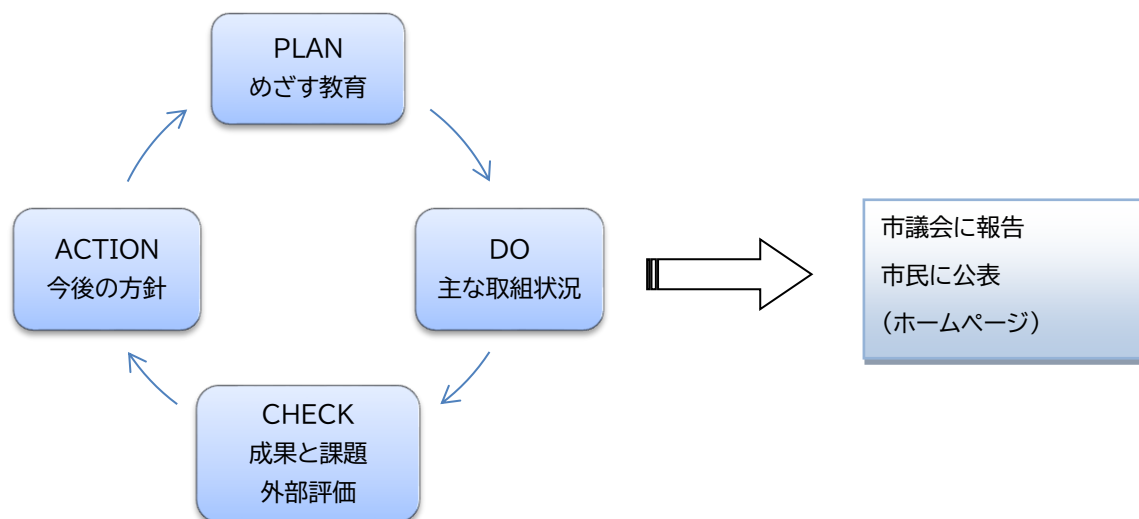 PLAN
めざす教育
DO
主な取組状況
CHECK
成果と課題
外部評価
ACTION
今後の方針
市議会に報告
市民に公表
（ホームページ）